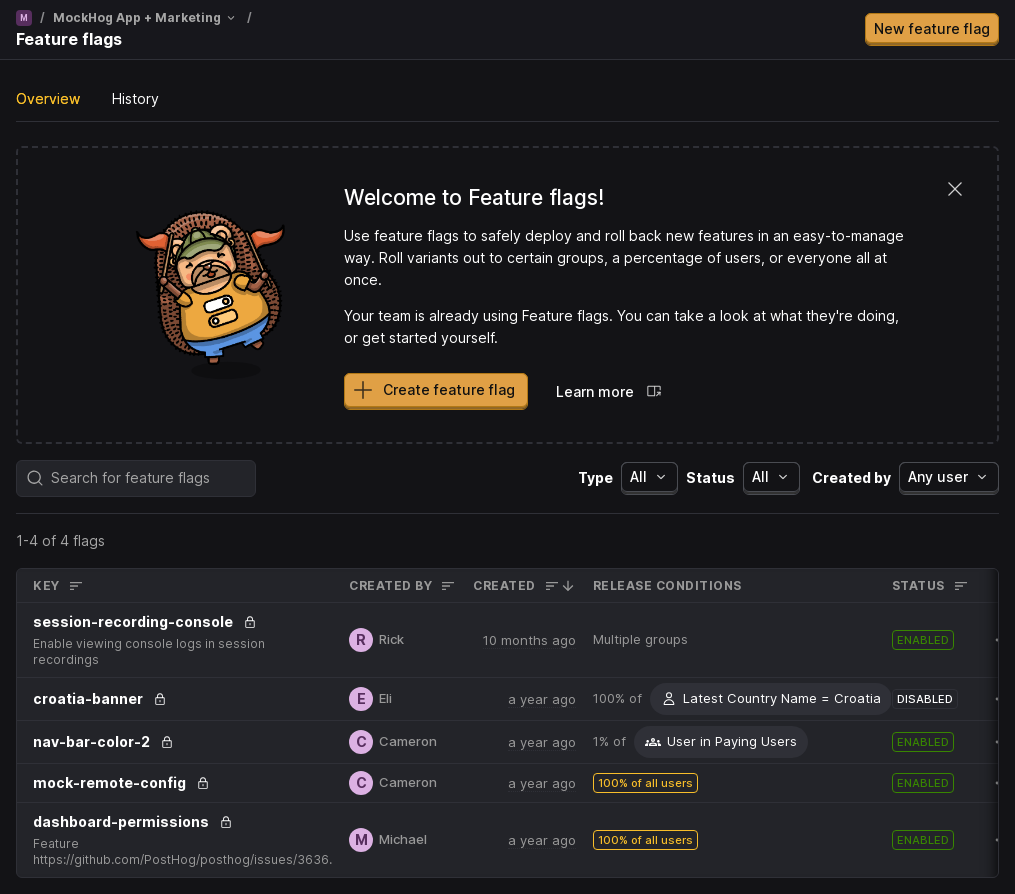 M / MockHog App + Marketing /
Feature flags
New feature flag
Overview History
Welcome to Feature flags!
Use feature flags to safely deploy and roll back new features in an easy-to-manage
way. Roll variants out to certain groups, a percentage of users, or everyone all at
once.
Your team is already using Feature flags. You can take a look at what they're doing,
or get started yourself.
Create feature flag Learn more
Search for feature flags Type All Status All Created by Any user
1-4 of 4 flags
KEY CREATED BY CREATED RELEASE CONDITIONS STATUS
session-recording-console
Enable viewing console logs in session
recordings
R Rick 10 months ago Multiple groups ENABLED
croatia-banner E Eli a year ago 100% of Latest Country Name = Croatia DISABLED
nav-bar-color-2 C Cameron a year ago 1% of User in Paying Users ENABLED
mock-remote-config C Cameron a year ago 100% of all users ENABLED
dashboard-permissions
Feature
https://github.com/PostHog/posthog/issues/3636.
M Michael a year ago 100% of all users ENABLED